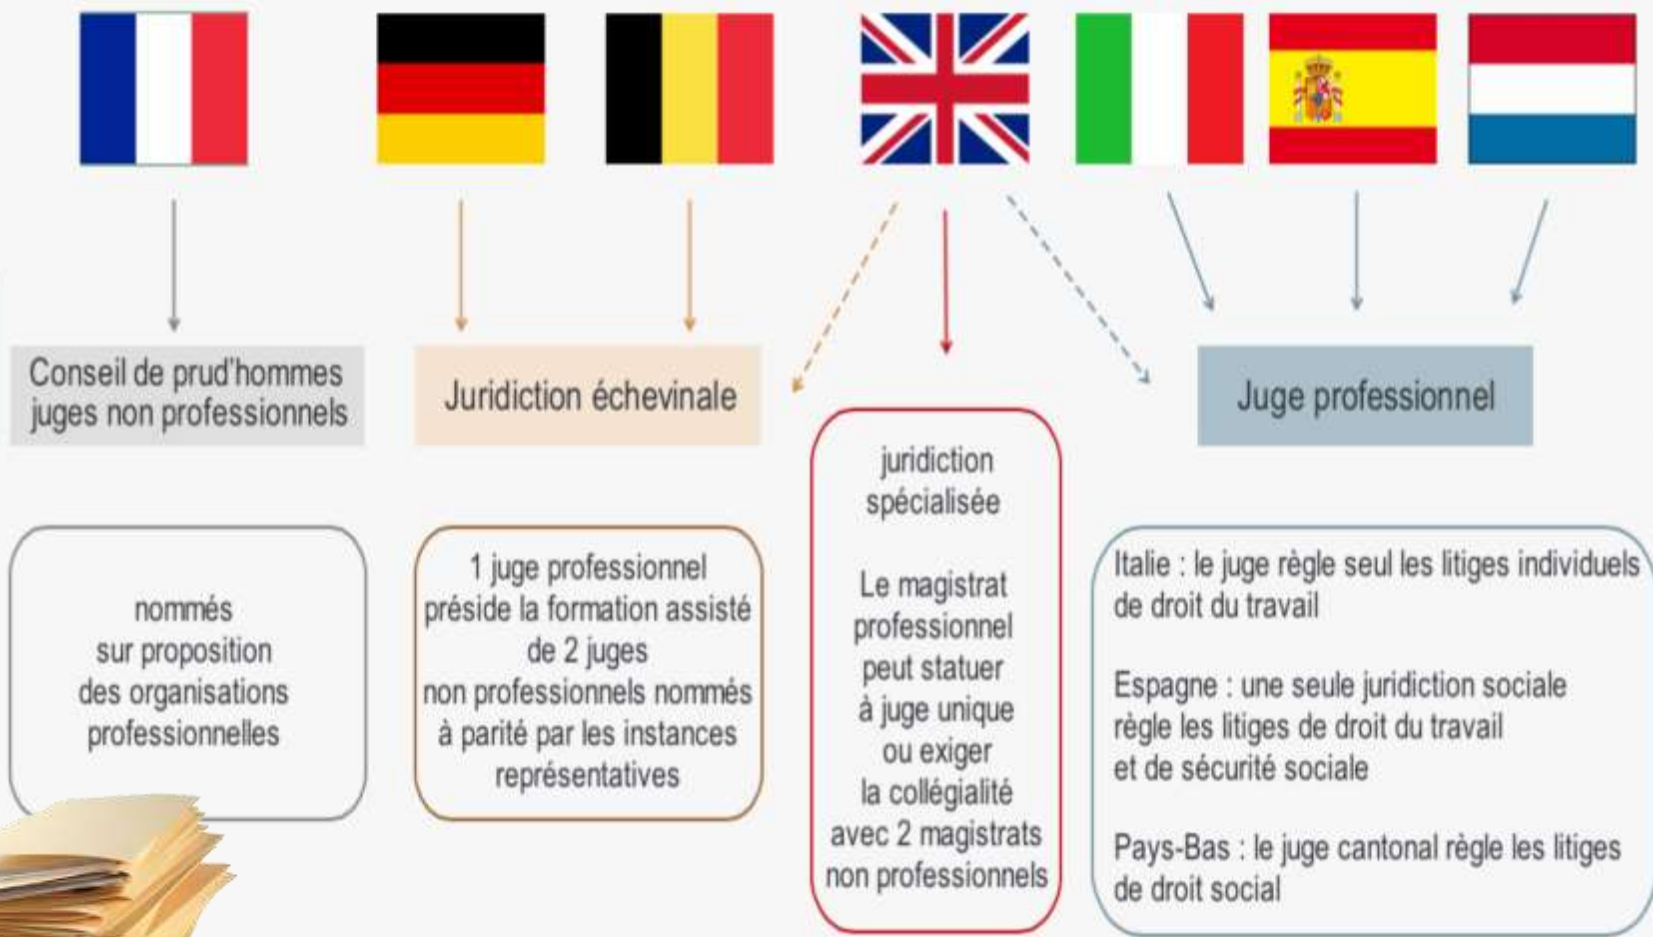 Conseil de prud'hommes
juges non professionnels
nommés
sur proposition
des organisations
professionnelles
Juridiction échevinale
1 juge professionnel
préside la formation assisté
de 2 juges
non professionnels nommés
à parité par les instances
représentatives
juridiction
spécialisée
Le magistrat
professionnel
peut statuer
à juge unique
ou exiger
la collégialité
avec 2 magistrats
non professionnels
Juge professionnel
Italie : le juge règle seul les litiges individuels
de droit du travail
Espagne : une seule juridiction sociale
règle les litiges de droit du travail
et de sécurité sociale
Pays-Bas : le juge cantonal règle les litiges
de droit social